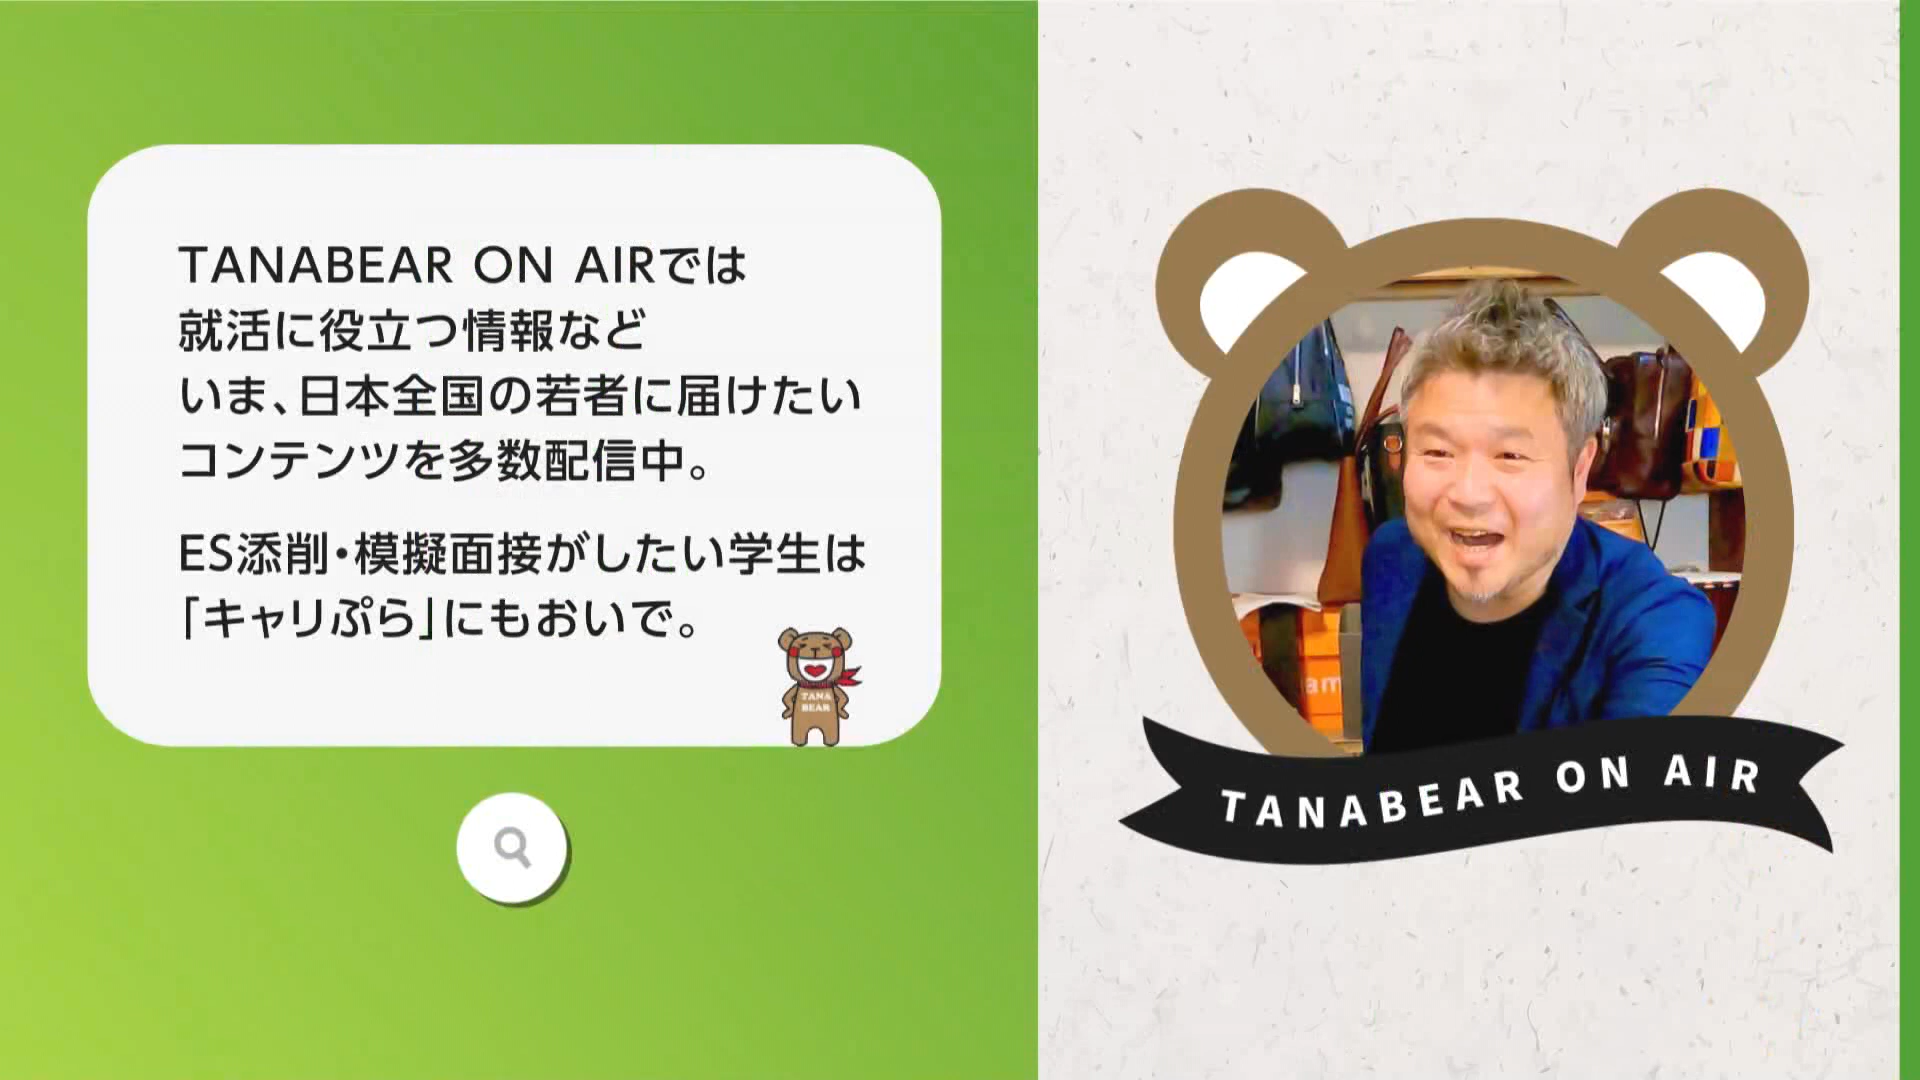 TANABEAR ON AIRでは
就活に役立つ情報など
いま、日本全国の若者に届けたい
コンテンツを多数配信中。
ES添削・模擬面接がしたい学生は
「キャリぷら」にもおいで。
TANA
BEAR
am
TANABEAR ON AIR